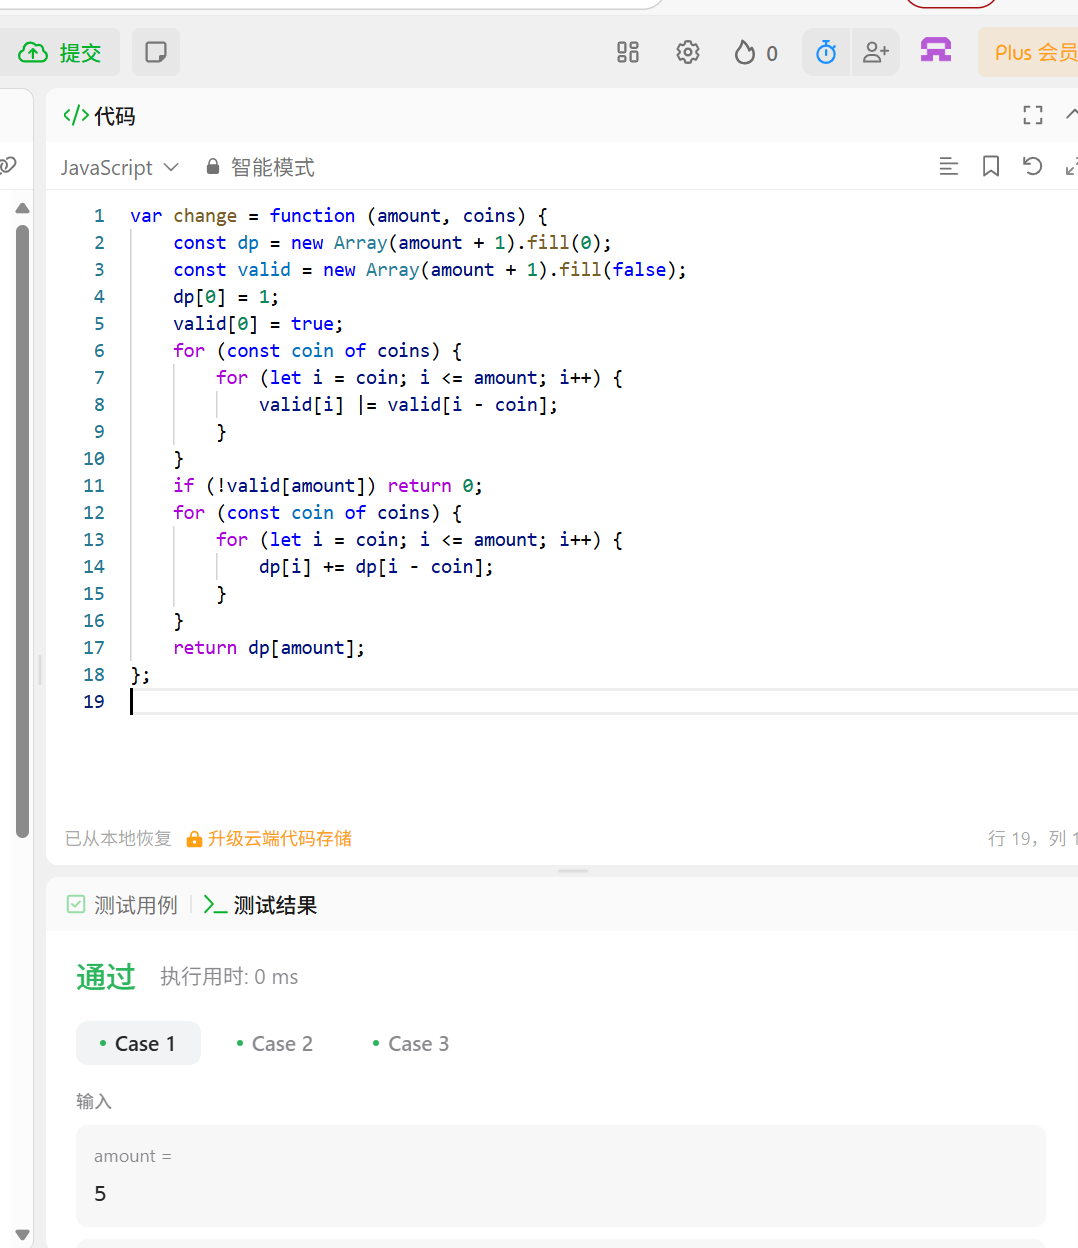 提交
0
Plus 会员
代码
JavaScript 智能模式
1 var change = function (amount, coins) {
2 const dp = new Array(amount + 1).fill(0);
3 const valid = new Array(amount + 1).fill(false);
4 dp[0] = 1;
5 valid[0] = true;
6 for (const coin of coins) {
7 for (let i = coin; i <= amount; i++) {
8 valid[i] |= valid[i - coin];
9 }
10 }
11 if (!valid[amount]) return 0;
12 for (const coin of coins) {
13 for (let i = coin; i <= amount; i++) {
14 dp[i] += dp[i - coin];
15 }
16 }
17 return dp[amount];
18 };
19
已从本地恢复 升级云端代码存储 行 19，列 1
测试用例 测试结果
通过 执行用时: 0 ms
Case 1 Case 2 Case 3
输入
amount =
5